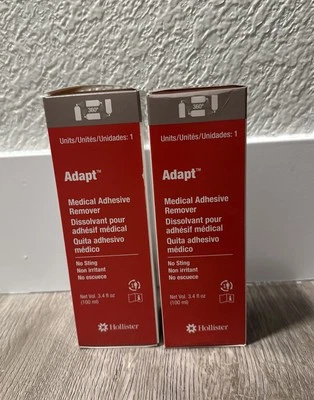 360°
Units/Unités/Unidades: 1
Adapt™
Medical Adhesive
Remover
Dissolvant pour
adhésif médical
Quita adhesivo
médico
No Sting
Non irritant
No escuece
Net Vol. 3.4 fl oz
(100 ml)
Hollister
360°
Units/Unités/Unidades: 1
Adapt™
Medical Adhesive
Remover
Dissolvant pour
adhésif médical
Quita adhesivo
médico
No Sting
Non irritant
No escuece
Net Vol. 3.4 fl oz
(100 ml)
Hollister